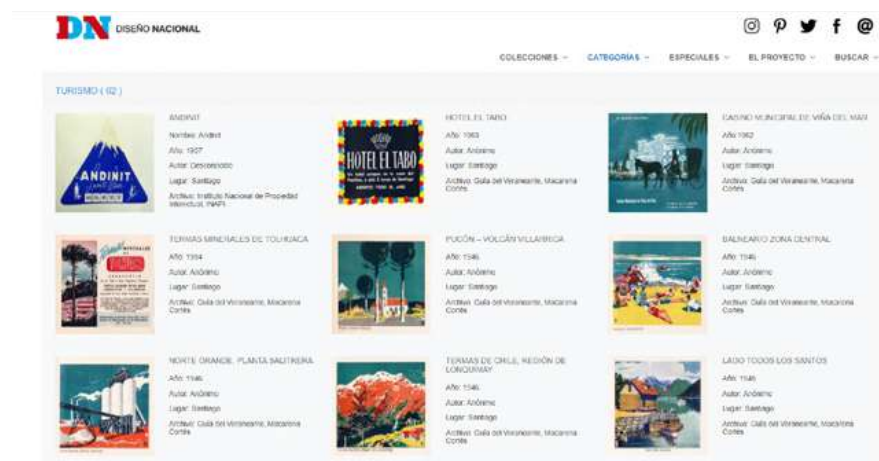 DN DISEÑO NACIONAL
COLECCIONES CATEGORÍAS ESPECIALES EL PROYECTO BUSCAR
TURISMO ( 62 )
ANDINIT
Nombre: Andinit
Año: 1957
Autor: Desconocido
Lugar: Santiago
Archivo: Instituto Nacional de Propiedad
Intelectual, INAPI.
ANDINIT
HOTEL EL TABO
Año: 1963
Autor: Anónimo
Lugar: Santiago
Archivo: Guía del Veraneante, Macarena
Cortés
HOTEL EL TABO
CASINO MUNICIPAL DE VIÑA DEL MAR
Año 1962
Autor: Anónimo
Lugar: Santiago
Archivo: Guía del Veraneante, Macarena
Cortés
TERMAS MINERALES DE TOLHUACA
Año: 1954
Autor: Anónimo
Lugar: Santiago
Archivo: Guía del Veraneante, Macarena
Cortés
PUCÓN – VOLCÁN VILLARRICA
Año: 1946
Autor: Anónimo
Lugar: Santiago
Archivo: Guía del Veraneante, Macarena
Cortés
BALNEARIO ZONA CENTRAL
Año: 1946
Autor: Anónimo
Lugar: Santiago
Archivo: Guía del Veraneante, Macarena
Cortés
NORTE GRANDE, PLANTA SALITRERA
Año: 1946
Autor: Anónimo
Lugar: Santiago
Archivo: Guía del Veraneante, Macarena
Cortés
TERMAS DE CHILE, REGIÓN DE
LONQUIMAY
Año: 1946
Autor: Anónimo
Lugar: Santiago
Archivo: Guía del Veraneante, Macarena
Cortés
LAGO TODOS LOS SANTOS
Año: 1946
Autor: Anónimo
Lugar: Santiago
Archivo: Guía del Veraneante, Macarena
Cortés